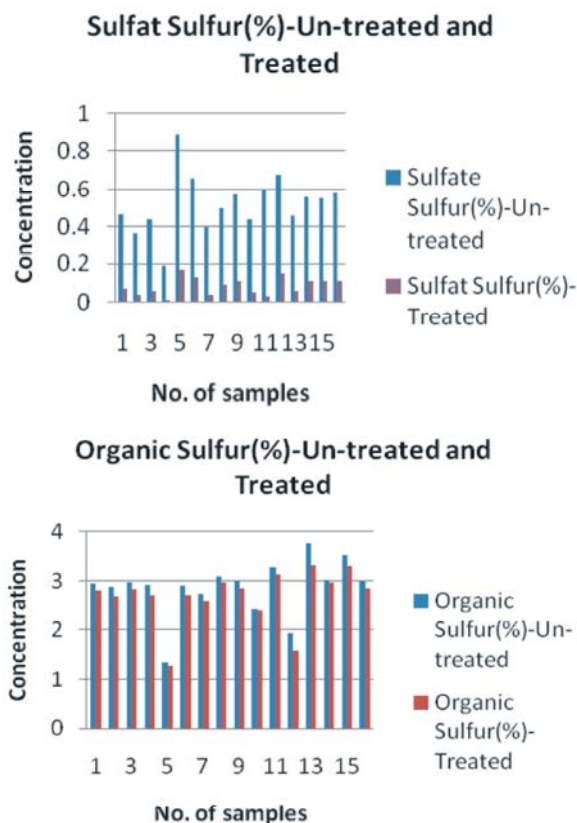 Sulfat Sulfur(%)-Un-treated and
Treated
1
0.8
0.6
0.4
0.2
0
Concentration
1 3 5 7 9 11 13 15
No. of samples
Sulfate
Sulfur(%)-Un-
treated
Sulfat Sulfur(%)-
Treated
Organic Sulfur(%)-Un-treated and
Treated
4
3
2
1
0
Concentration
1 3 5 7 9 11 13 15
No. of samples
Organic
Sulfur(%)-Un-
treated
Organic
Sulfur(%)-
Treated